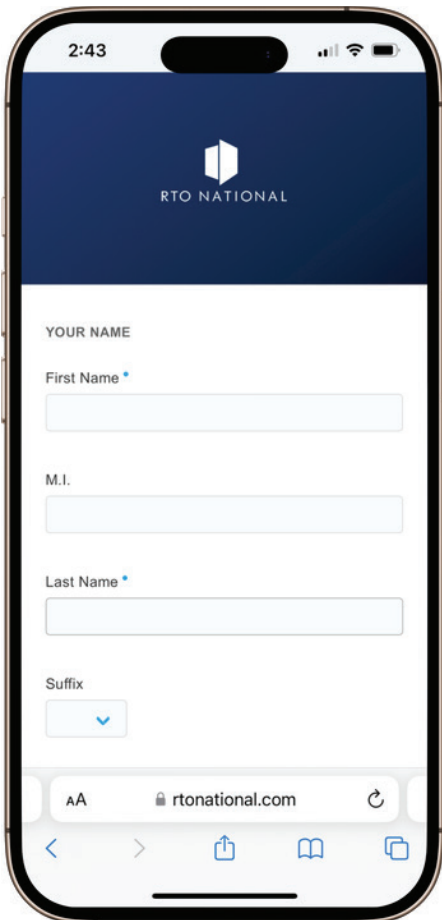 2:43
RTO NATIONAL
YOUR NAME
First Name
M.I.
Last Name
Suffix
AA rtonational.com